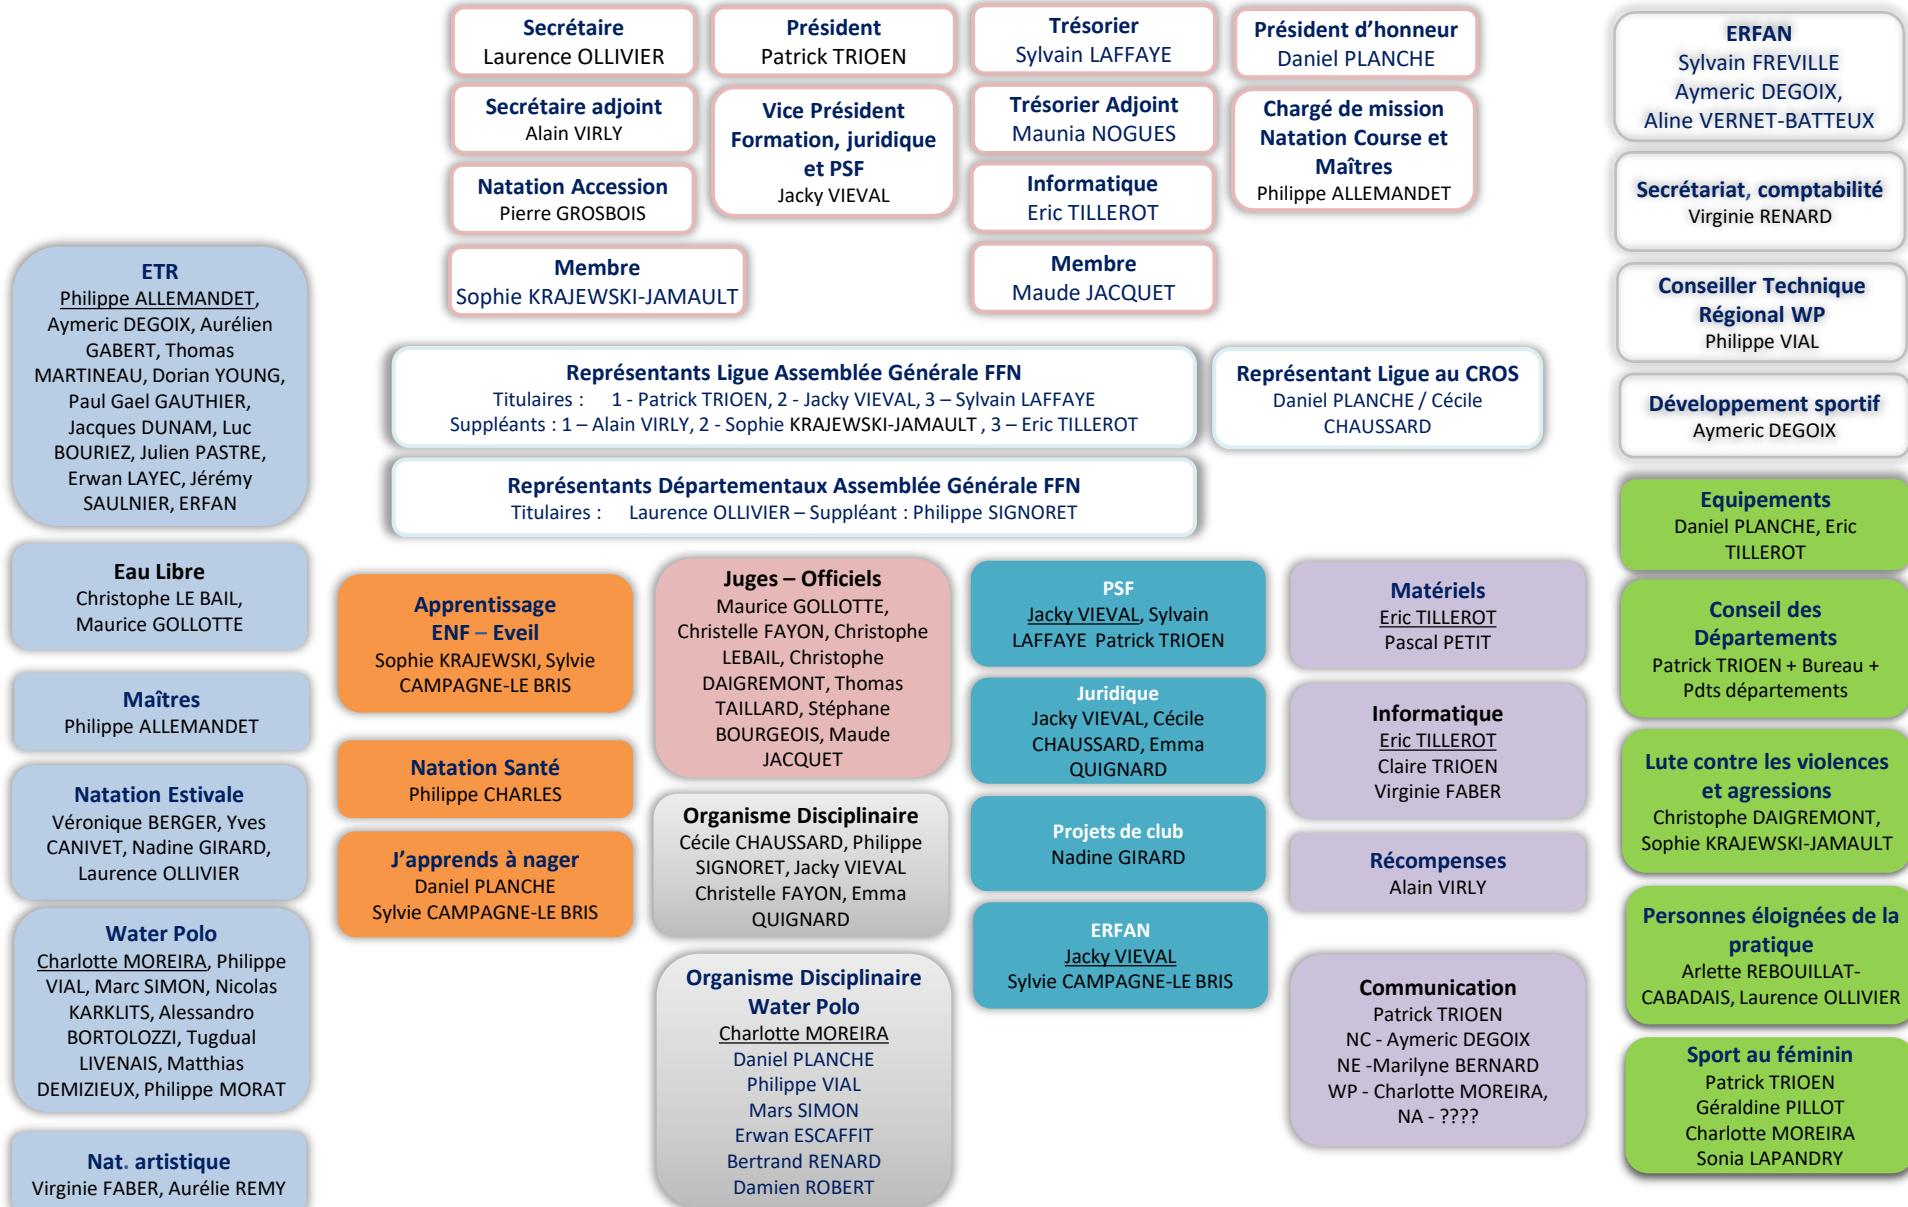 Secrétaire
Laurence OLLIVIER
Président
Patrick TRIOEN
Trésorier
Sylvain LAFFAYE
Président d'honneur
Daniel PLANCHE
Secrétaire adjoint
Alain VIRLY
Vice Président
Formation, juridique
et PSF
Jacky VIEVAL
Trésorier Adjoint
Maunia NOGUES
Chargé de mission
Natation Course et
Maîtres
Philippe ALLEMANDET
Natation Accession
Pierre GROSBOIS
Informatique
Eric TILLEROT
Membre
Sophie KRAJEWSKI-JAMAULT
Membre
Maude JACQUET
ERFAN
Sylvain FREVILLE
Aymeric DEGOIX,
Aline VERNET-BATTEUX
Secrétariat, comptabilité
Virginie RENARD
Conseiller Technique
Régional WP
Philippe VIAL
Développement sportif
Aymeric DEGOIX
Représentants Ligue Assemblée Générale FFN
Titulaires : 1 - Patrick TRIOEN, 2 - Jacky VIEVAL, 3 – Sylvain LAFFAYE
Suppléants : 1 – Alain VIRLY, 2 - Sophie KRAJEWSKI-JAMAULT , 3 – Eric TILLEROT
Représentant Ligue au CROS
Daniel PLANCHE / Cécile
CHAUSSARD
Représentants Départementaux Assemblée Générale FFN
Titulaires : Laurence OLLIVIER – Suppléant : Philippe SIGNORET
ETR
Philippe ALLEMANDET,
Aymeric DEGOIX, Aurélien
GABERT, Thomas
MARTINEAU, Dorian YOUNG,
Paul Gael GAUTHIER,
Jacques DUNAM, Luc
BOURIEZ, Julien PASTRE,
Erwan LAYEC, Jérémy
SAULNIER, ERFAN
Eau Libre
Christophe LE BAIL,
Maurice GOLLOTTE
Maîtres
Philippe ALLEMANDET
Natation Estivale
Véronique BERGER, Yves
CANIVET, Nadine GIRARD,
Laurence OLLIVIER
Water Polo
Charlotte MOREIRA, Philippe
VIAL, Marc SIMON, Nicolas
KARKLITS, Alessandro
BORTOLOZZI, Tugdual
LIVENAIS, Matthias
DEMIZIEUX, Philippe MORAT
Nat. artistique
Virginie FABER, Aurélie REMY
Apprentissage
ENF – Eveil
Sophie KRAJEWSKI, Sylvie
CAMPAGNE-LE BRIS
Natation Santé
Philippe CHARLES
J'apprends à nager
Daniel PLANCHE
Sylvie CAMPAGNE-LE BRIS
Juges – Officiels
Maurice GOLLOTTE,
Christelle FAYON, Christophe
LEBAIL, Christophe
DAIGREMONT, Thomas
TAILLARD, Stéphane
BOURGEOIS, Maude
JACQUET
Organisme Disciplinaire
Cécile CHAUSSARD, Philippe
SIGNORET, Jacky VIEVAL
Christelle FAYON, Emma
QUIGNARD
Organisme Disciplinaire
Water Polo
Charlotte MOREIRA
Daniel PLANCHE
Philippe VIAL
Mars SIMON
Erwan ESCAFFIT
Bertrand RENARD
Damien ROBERT
PSF
Jacky VIEVAL, Sylvain
LAFFAYE Patrick TRIOEN
Juridique
Jacky VIEVAL, Cécile
CHAUSSARD, Emma
QUIGNARD
Projets de club
Nadine GIRARD
ERFAN
Jacky VIEVAL
Sylvie CAMPAGNE-LE BRIS
Matériels
Eric TILLEROT
Pascal PETIT
Informatique
Eric TILLEROT
Claire TRIOEN
Virginie FABER
Récompenses
Alain VIRLY
Communication
Patrick TRIOEN
NC - Aymeric DEGOIX
NE -Marilyne BERNARD
WP - Charlotte MOREIRA,
NA - ????
Equipements
Daniel PLANCHE, Eric
TILLEROT
Conseil des
Départements
Patrick TRIOEN + Bureau +
Pdts départements
Lute contre les violences
et agressions
Christophe DAIGREMONT,
Sophie KRAJEWSKI-JAMAULT
Personnes éloignées de la
pratique
Arlette REBOUILLAT-
CABADAIS, Laurence OLLIVIER
Sport au féminin
Patrick TRIOEN
Géraldine PILLOT
Charlotte MOREIRA
Sonia LAPANDRY